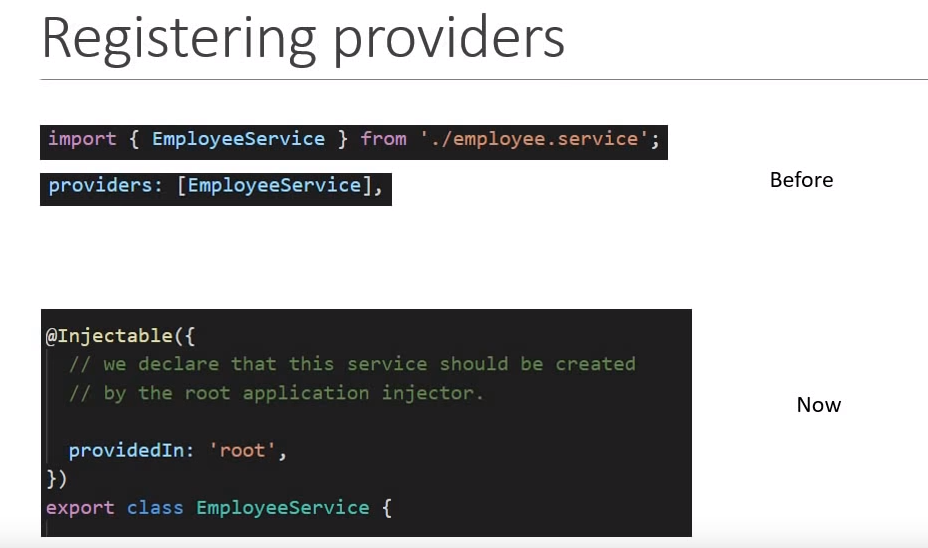 Registering providers
import { EmployeeService } from './employee.service';
providers: [EmployeeService],
Before
@Injectable({
// we declare that this service should be created
// by the root application injector.
Now
providedIn: 'root',
})
export class EmployeeService {